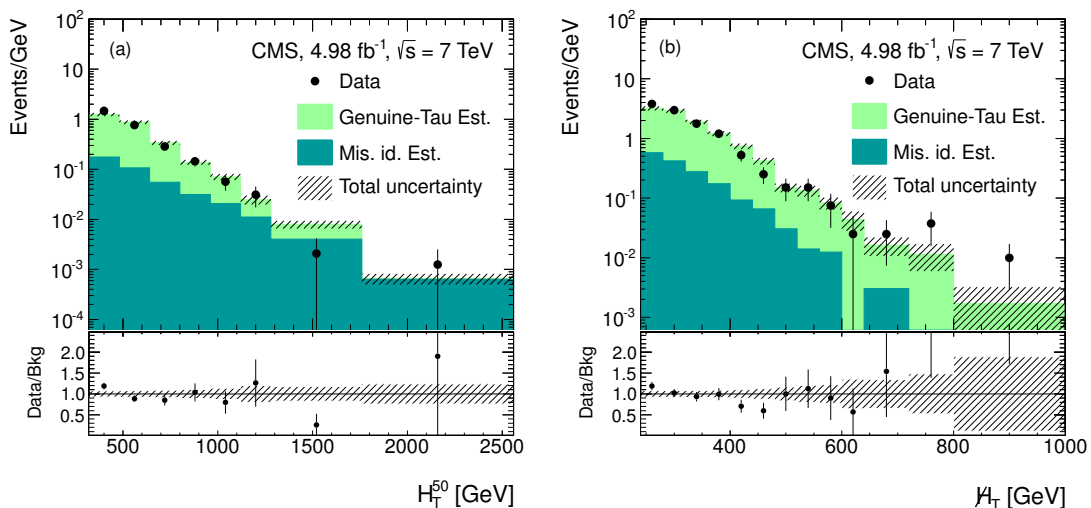 (a) CMS, 4.98 fb⁻¹, √s = 7 TeV
Data
Genuine-Tau Est.
Mis. id. Est.
Total uncertainty
Events/GeV
10²
10
1
10⁻¹
10⁻²
10⁻³
10⁻⁴
Data/Bkg
2.0
1.5
1.0
0.5
500 1000 1500 2000 2500
H_T^50 [GeV]
(b) CMS, 4.98 fb⁻¹, √s = 7 TeV
Data
Genuine-Tau Est.
Mis. id. Est.
Total uncertainty
Events/GeV
10²
10
1
10⁻¹
10⁻²
10⁻³
Data/Bkg
2.0
1.5
1.0
0.5
400 600 800 1000
H̸_T [GeV]